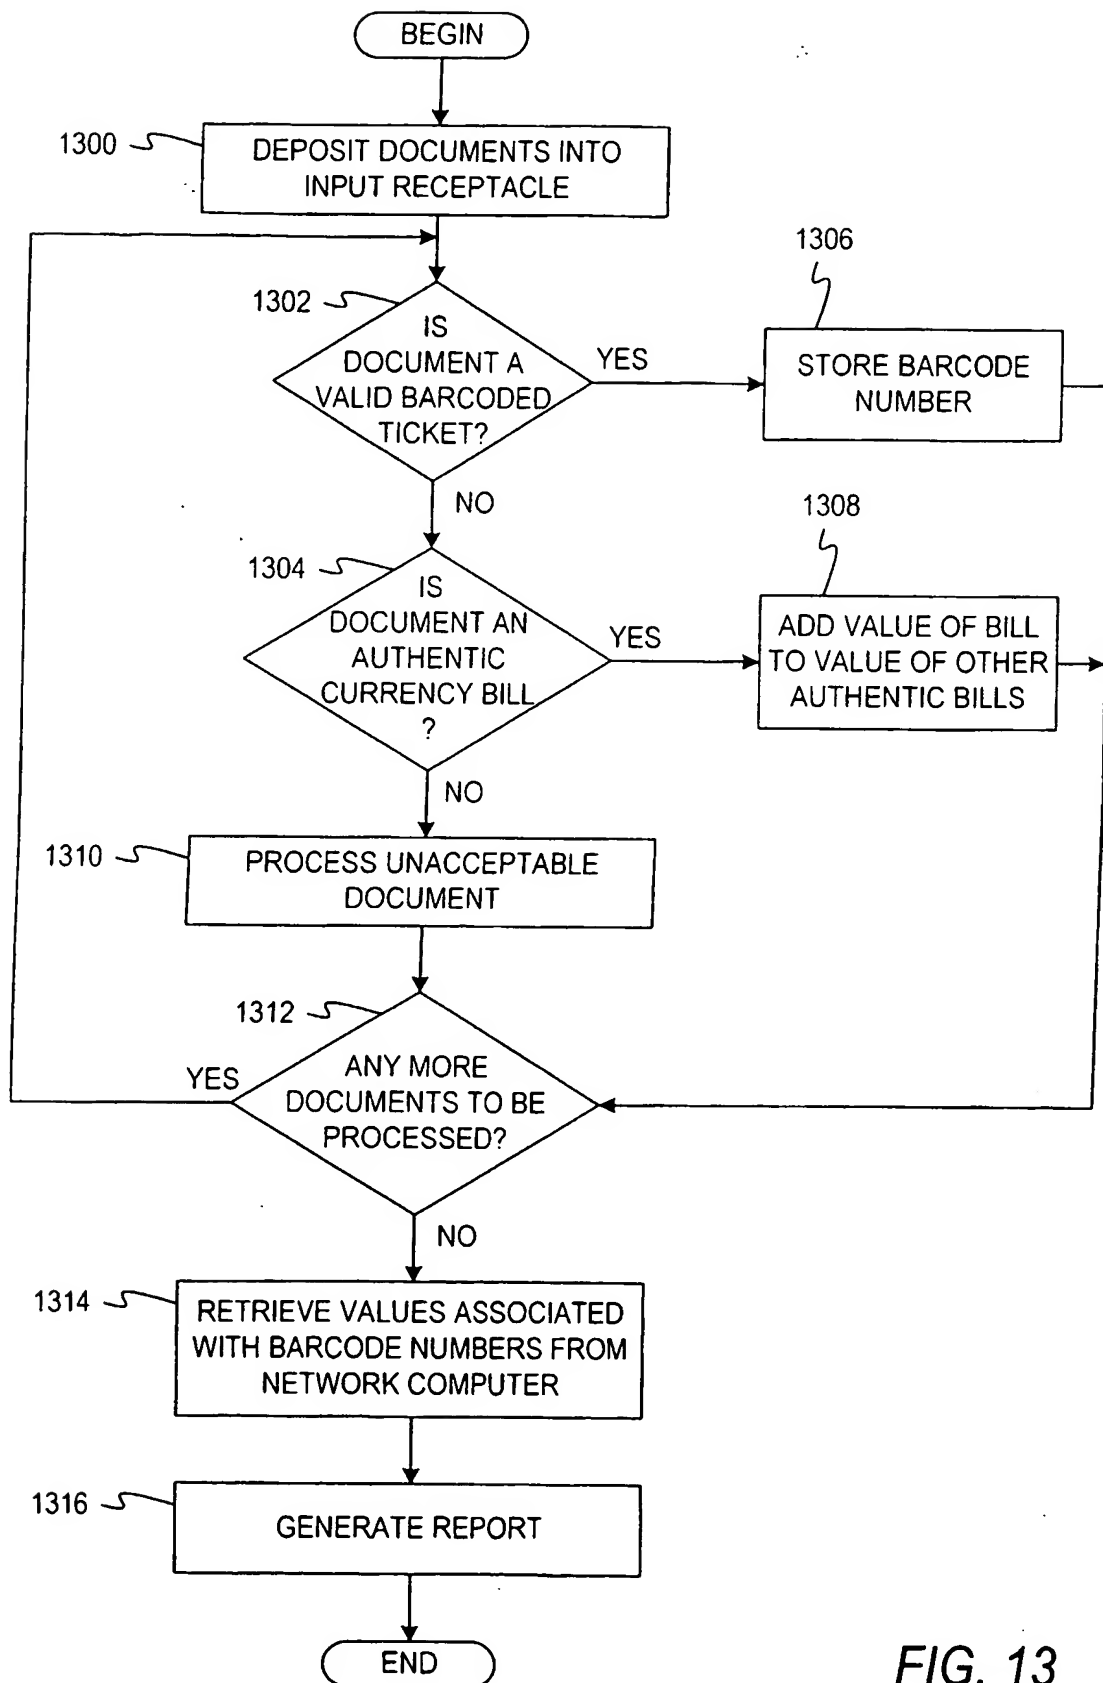 BEGIN
1300
DEPOSIT DOCUMENTS INTO
INPUT RECEPTACLE
1302
IS
DOCUMENT A
VALID BARCODED
TICKET?
YES
1306
STORE BARCODE
NUMBER
NO
1304
IS
DOCUMENT AN
AUTHENTIC
CURRENCY BILL
?
YES
1308
ADD VALUE OF BILL
TO VALUE OF OTHER
AUTHENTIC BILLS
NO
1310
PROCESS UNACCEPTABLE
DOCUMENT
1312
ANY MORE
DOCUMENTS TO BE
PROCESSED?
YES
NO
1314
RETRIEVE VALUES ASSOCIATED
WITH BARCODE NUMBERS FROM
NETWORK COMPUTER
1316
GENERATE REPORT
END
FIG. 13